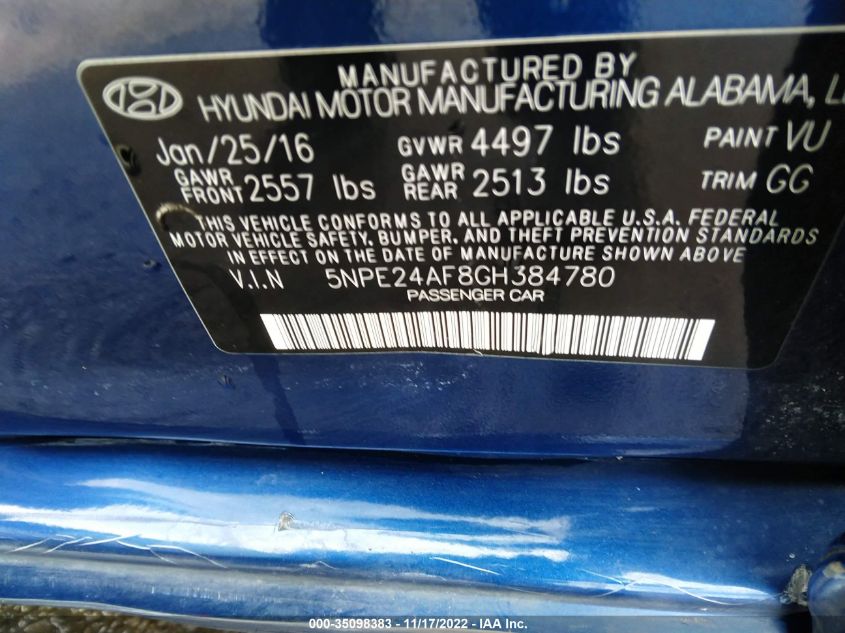 MANUFACTURED BY
HYUNDAI MOTOR MANUFACTURING ALABAMA,
Jan/25/16 GVWR 4497 lbs PAINT VU
GAWR FRONT 2557 lbs GAWR REAR 2513 lbs TRIM GG
THIS VEHICLE CONFORMS TO ALL APPLICABLE U.S.A. FEDERAL
MOTOR VEHICLE SAFETY, BUMPER, AND THEFT PREVENTION STANDARDS
IN EFFECT ON THE DATE OF MANUFACTURE SHOWN ABOVE.
V.I.N 5NPE24AF8GH384780
PASSENGER CAR
000-35098383 - 11/17/2022 - IAA Inc.